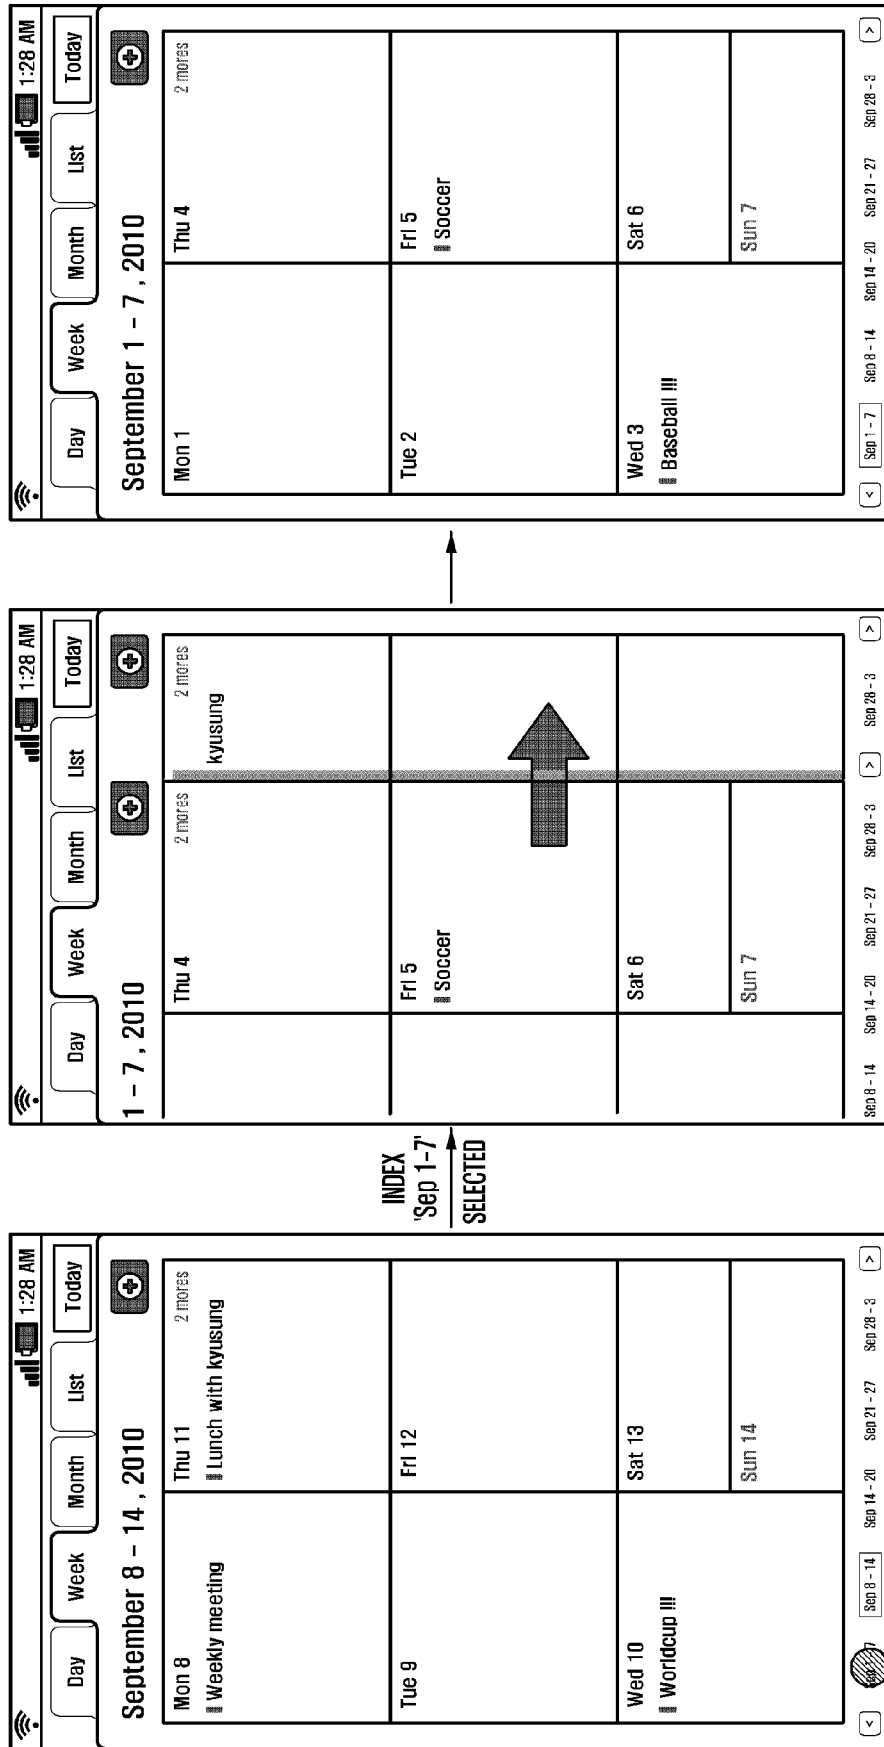 1:28 AM
Day
Week
Month
List
Today
September 8 - 14, 2010
Mon 8
Weekly meeting
Thu 11
2 mores
Lunch with kyusung
Tue 9
Fri 12
Wed 10
Worldcup !!!
Sat 13
Sun 14
<
Sep 8 - 14
Sep 14 - 20
Sep 21 - 27
Sep 28 - 3
>
INDEX
'Sep 1-7'
SELECTED
1:28 AM
Day
Week
Month
List
Today
1 - 7, 2010
Thu 4
2 mores
2 mores
kyusung
Fri 5
Soccer
Sat 6
Sun 7
Sep 8 - 14
Sep 14 - 20
Sep 21 - 27
Sep 28 - 3
>
Sep 28 - 3
>
1:28 AM
Day
Week
Month
List
Today
September 1 - 7, 2010
Mon 1
Thu 4
2 mores
Tue 2
Fri 5
Soccer
Wed 3
Baseball !!!
Sat 6
Sun 7
<
Sep 1 - 7
Sep 8 - 14
Sep 14 - 20
Sep 21 - 27
Sep 28 - 3
>